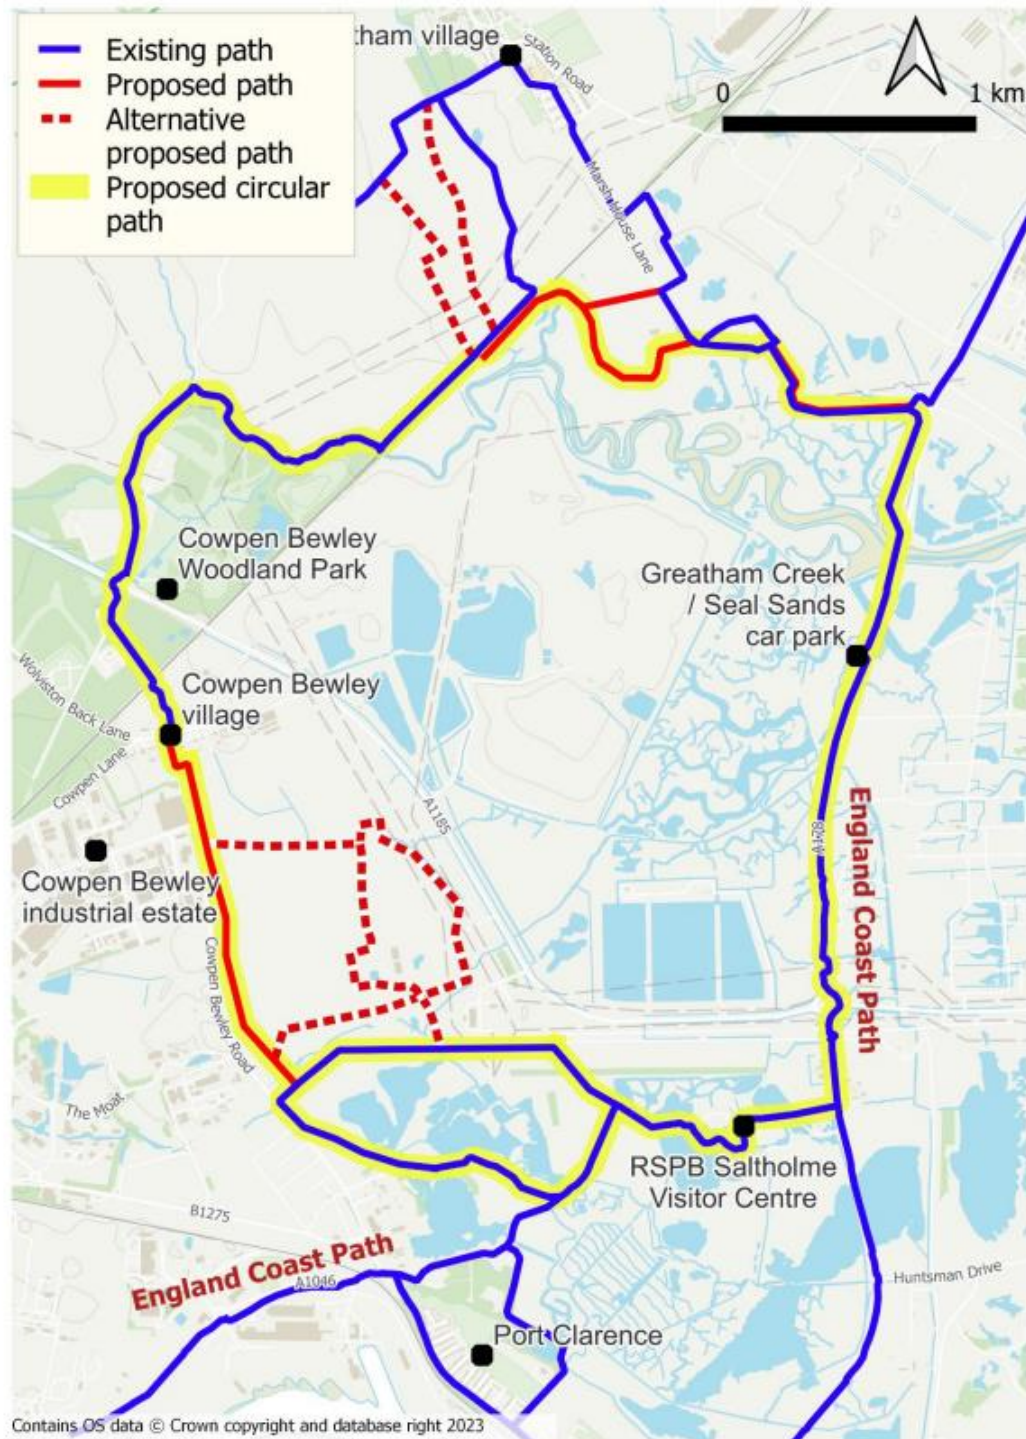 Existing path
Proposed path
Alternative
proposed path
Proposed circular
path
tham village
Station Road
0
1 km
Marsh House Lane
Cowpen Bewley
Woodland Park
Greatham Creek
/ Seal Sands
car park
Wolviston Back Lane
Cowpen Bewley
village
Cowpen Lane
A1185
A178
England Coast Path
Cowpen Bewley
industrial estate
Cowpen Bewley Road
The Moat
RSPB Saltholme
Visitor Centre
B1275
England Coast Path
A1046
Huntsman Drive
Port Clarence
Contains OS data © Crown copyright and database right 2023